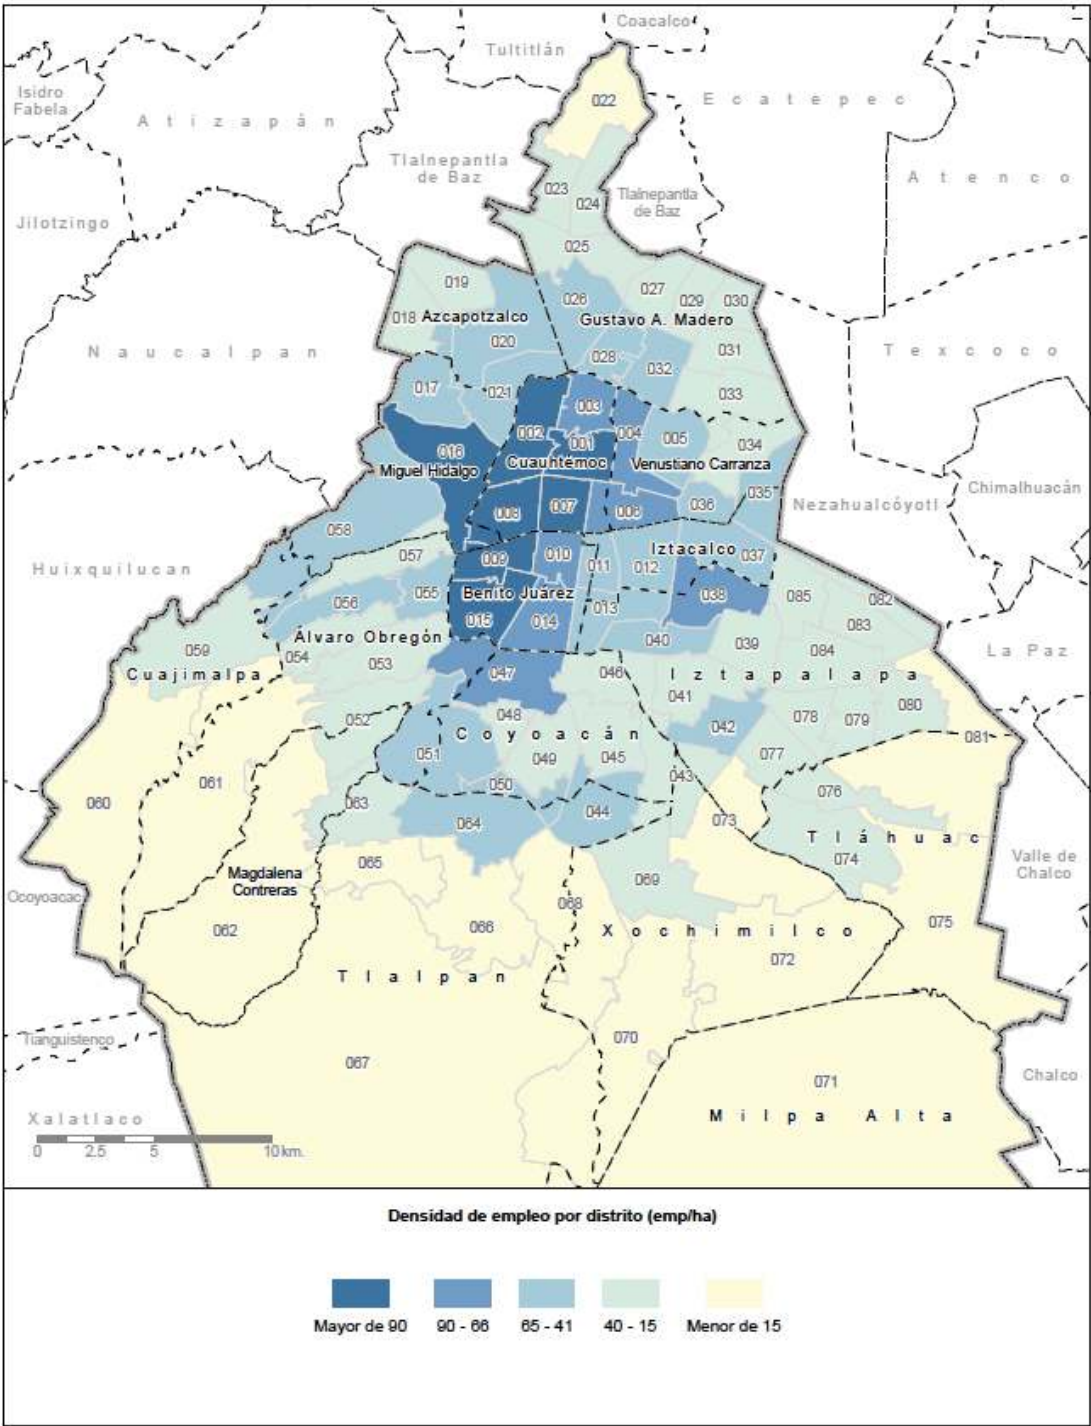 Coacalco
Tultitlán
Isidro
Fabela
022
Ecatepec
Atizapán
Tlalnepantla
de Baz
Atenco
023
Tlalnepantla
de Baz
024
Jilotzingo
025
019
027
029
030
026
018
Azcapotzalco
Gustavo A. Madero
020
031
Naucalpan
Texcoco
028
032
017
021
033
003
002
004
005
034
001
016
Cuauhtémoc
Venustiano Carranza
Miguel Hidalgo
Chimalhuacán
035
036
Nezahualcóyotl
007
006
008
058
057
009
010
Iztacalco
037
011
012
Huixquilucan
055
Benito Juárez
038
085
082
056
013
015
014
083
Álvaro Obregón
040
039
084
La Paz
059
054
053
Cuajimalpa
047
046
Iztapalapa
041
080
048
078
079
052
042
Coyoacán
081
051
049
045
077
043
061
050
076
060
063
044
064
073
Tláhuac
065
074
Valle de
Chalco
Magdalena
Contreras
069
Ocoyoacac
068
066
075
062
Xochimilco
072
Tlalpan
070
Tianguistenco
067
Chalco
071
Xalatlaco
Milpa Alta
0 2.5 5 10 km.
Densidad de empleo por distrito (emp/ha)
Mayor de 90 90 - 66 65 - 41 40 - 15 Menor de 15